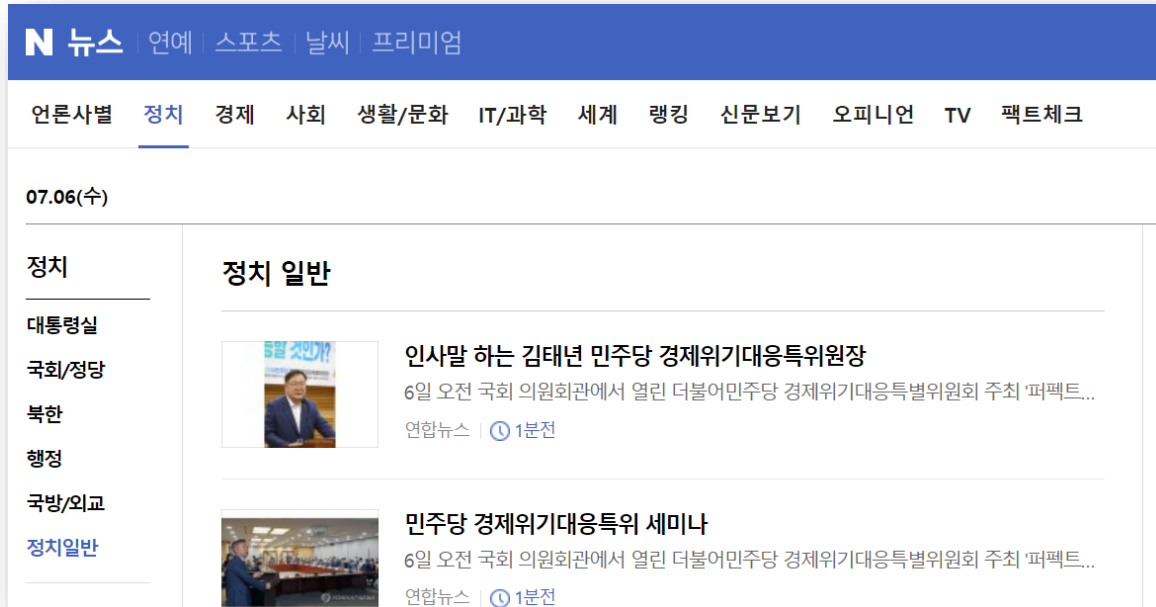 N 뉴스 연예 스포츠 날씨 프리미엄
언론사별 정치 경제 사회 생활/문화 IT/과학 세계 랭킹 신문보기 오피니언 TV 팩트체크
07.06(수)
정치
대통령실
국회/정당
북한
행정
국방/외교
정치일반
정치 일반
것인가?
인사말 하는 김태년 민주당 경제위기대응특위원장
6일 오전 국회 의원회관에서 열린 더불어민주당 경제위기대응특별위원회 주최 '퍼펙트...
연합뉴스 1분전
민주당 경제위기대응특위 세미나
6일 오전 국회 의원회관에서 열린 더불어민주당 경제위기대응특별위원회 주최 '퍼펙트...
연합뉴스 1분전